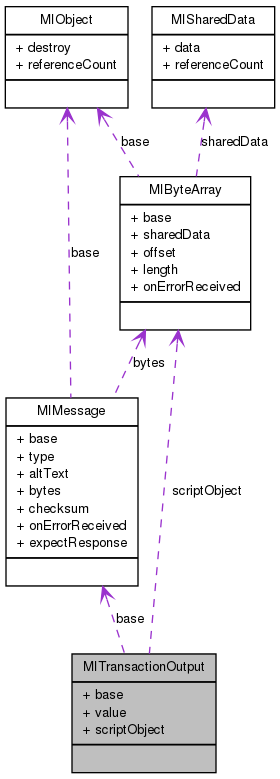 MIObject
+ destroy
+ referenceCount
MISharedData
+ data
+ referenceCount
base
sharedData
MIByteArray
+ base
+ sharedData
+ offset
+ length
+ onErrorReceived
base
bytes
MIMessage
+ base
+ type
+ altText
+ bytes
+ checksum
+ onErrorReceived
+ expectResponse
scriptObject
base
MITransactionOutput
+ base
+ value
+ scriptObject